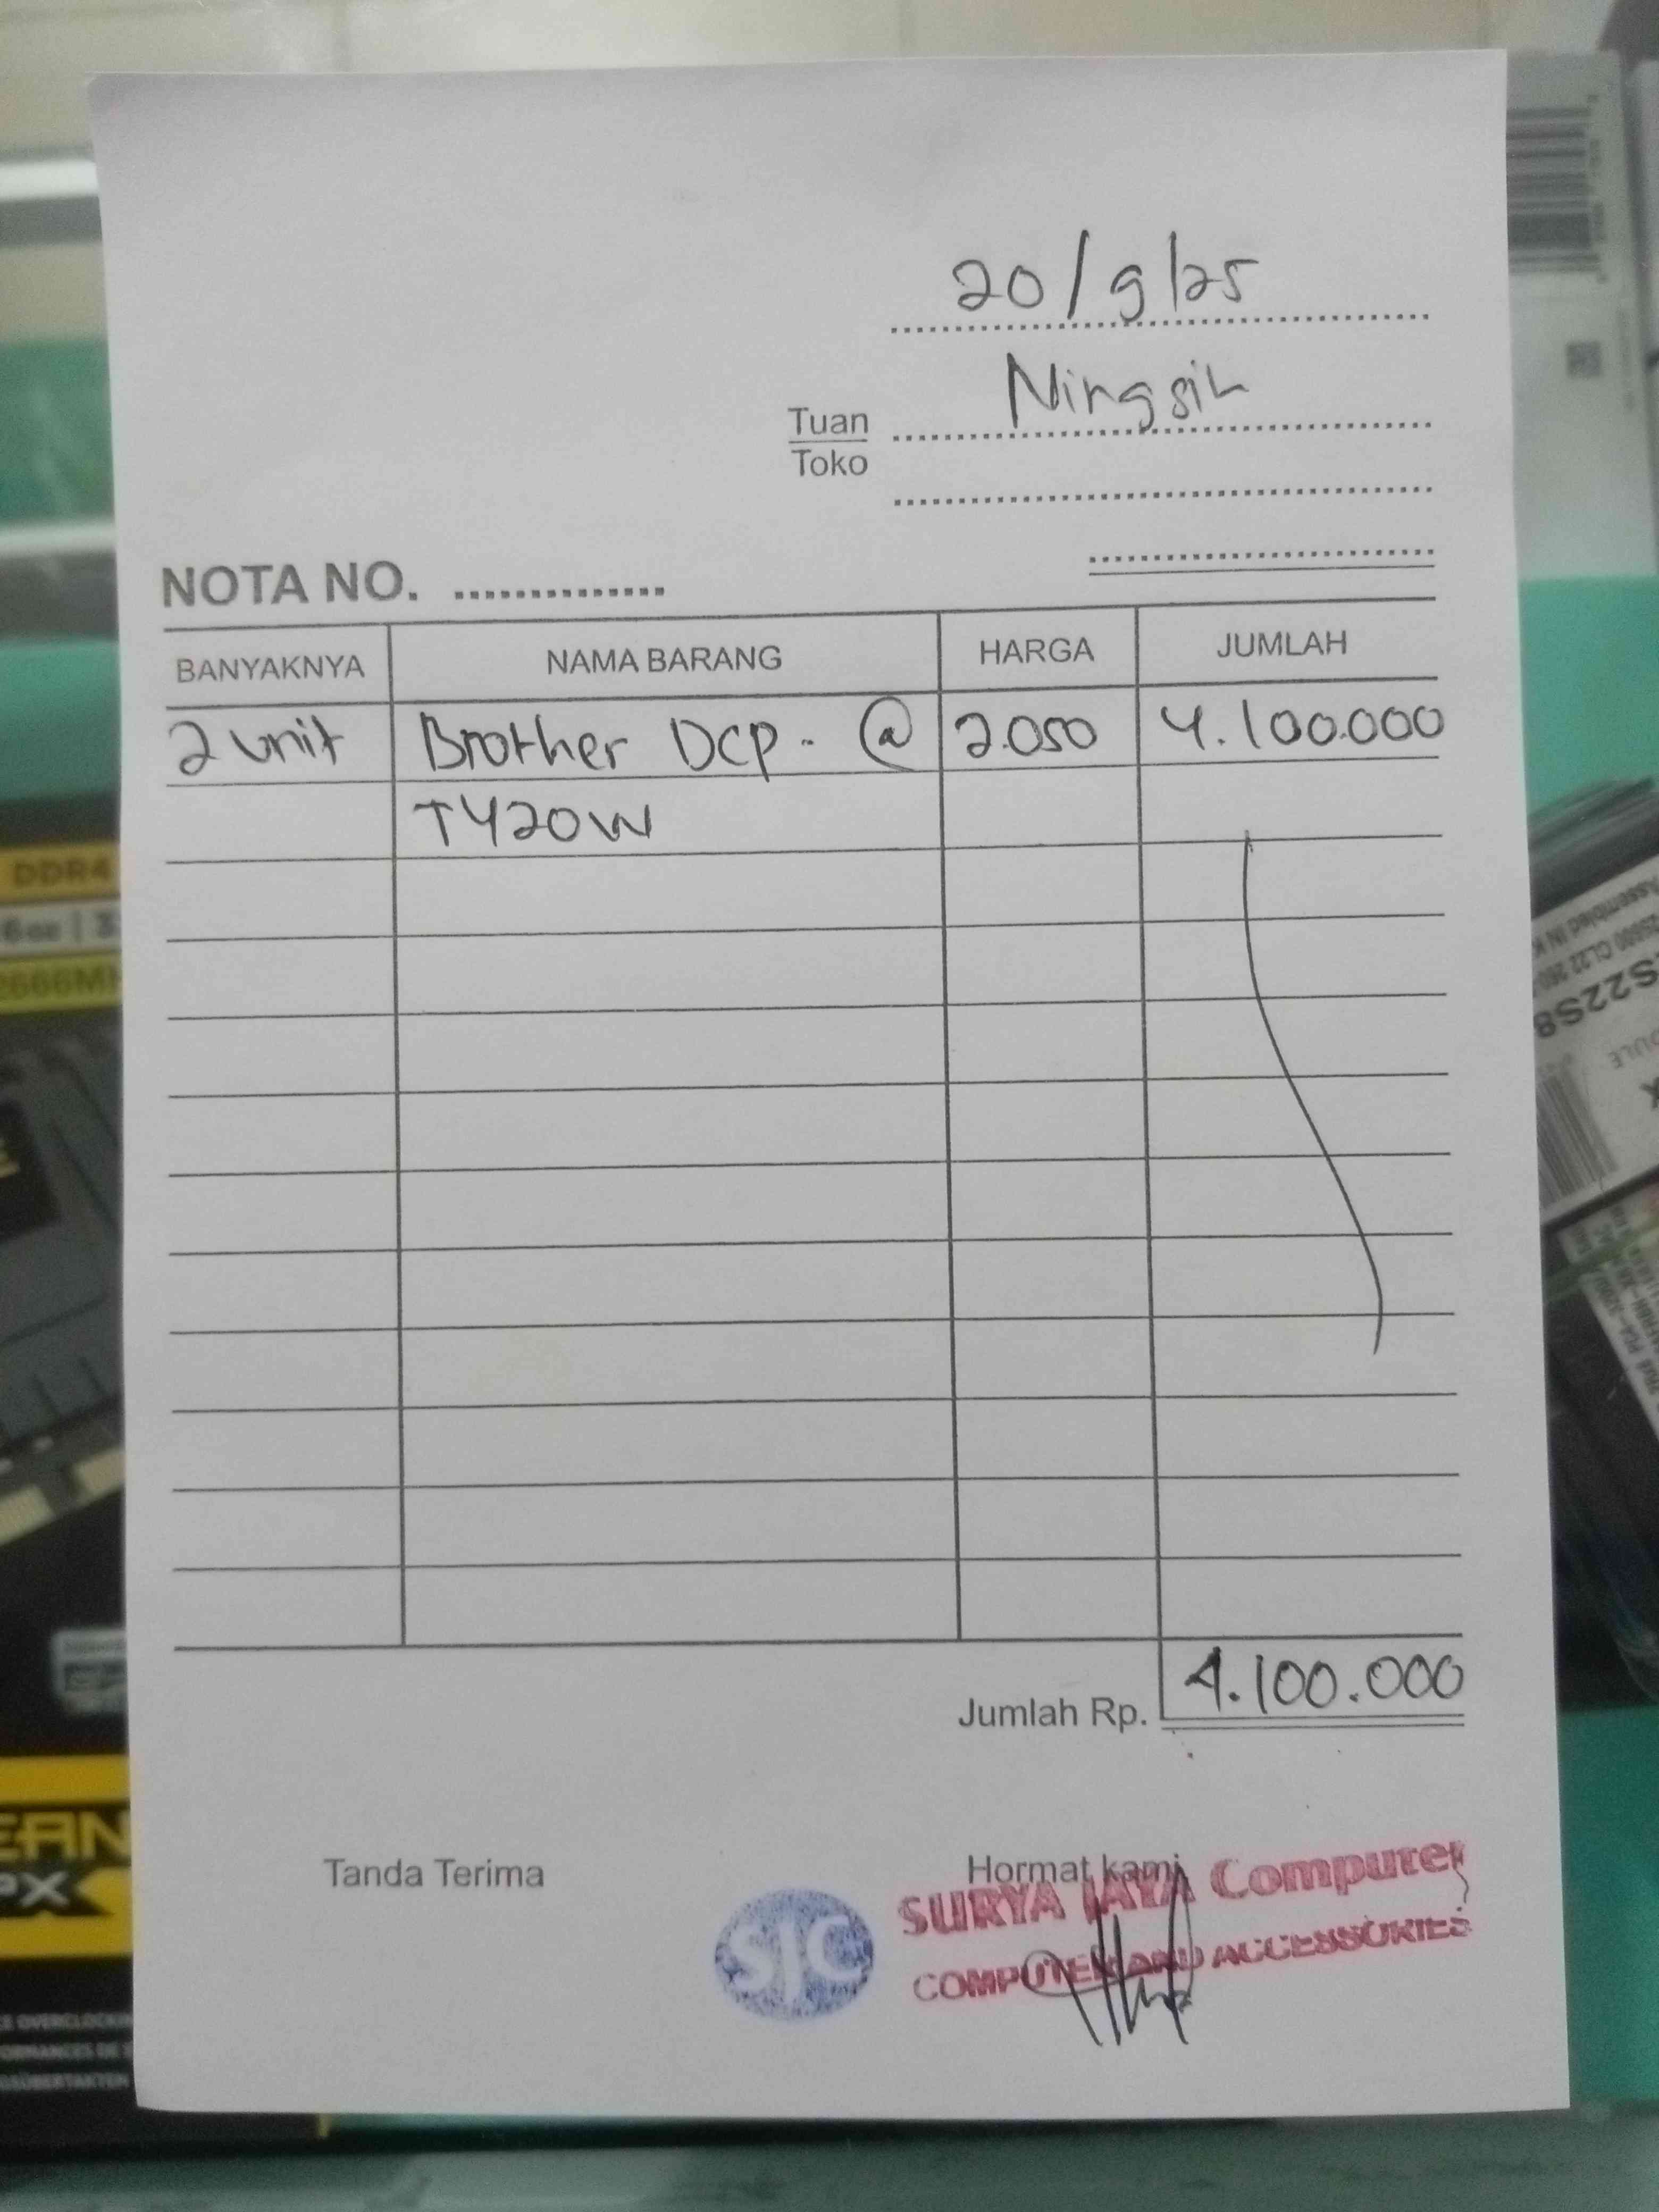 20/9/25
Tuan Ningsih
Toko
NOTA NO.
BANYAKNYA NAMA BARANG HARGA JUMLAH
2 unit Brother DCP - @ 2.050 4.100.000
T420W
Jumlah Rp. 4.100.000
Tanda Terima Hormat kami
SJC
SURYA JAYA Computer
COMPUTER AND ACCESSORIES
DDR4
2666MH